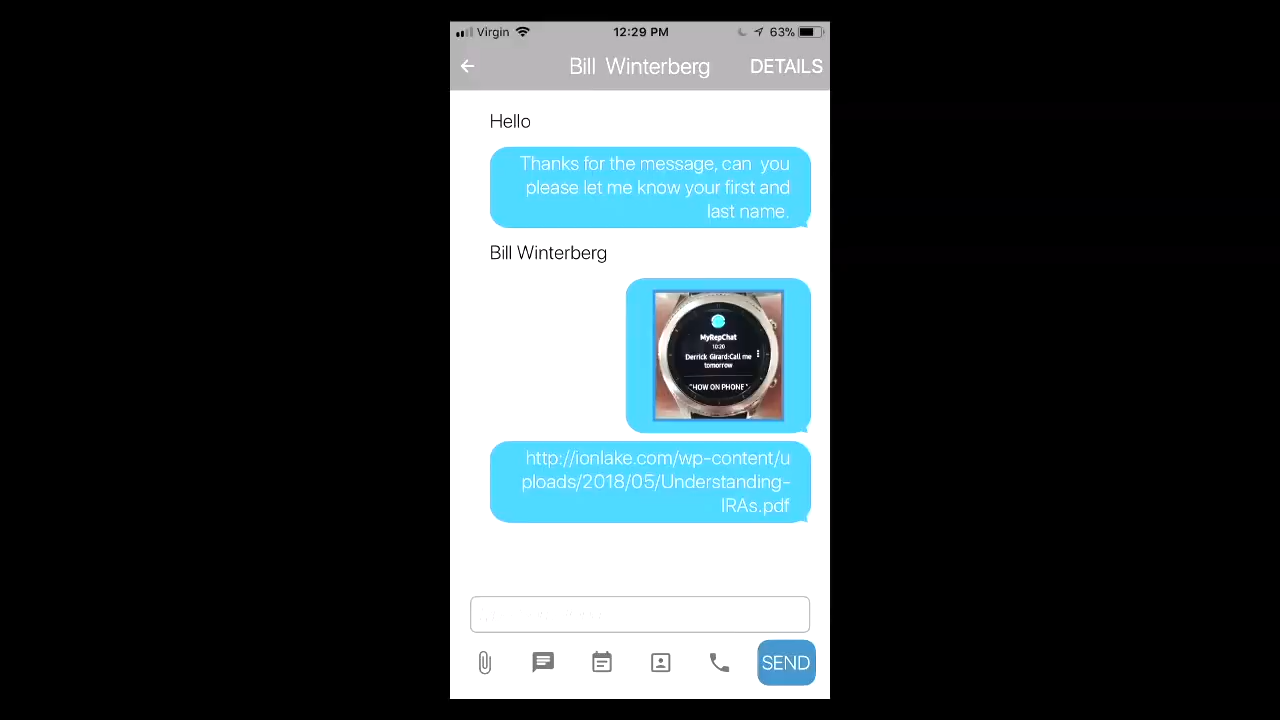 Virgin 12:29 PM 63%
Bill Winterberg DETAILS
Hello
Thanks for the message, can you
please let me know your first and
last name.
Bill Winterberg
MyRepChat
10:20
Derrick Girard:Call me
tomorrow
SHOW ON PHONE
http://ionlake.com/wp-content/u
ploads/2018/05/Understanding-
IRAs.pdf
SEND